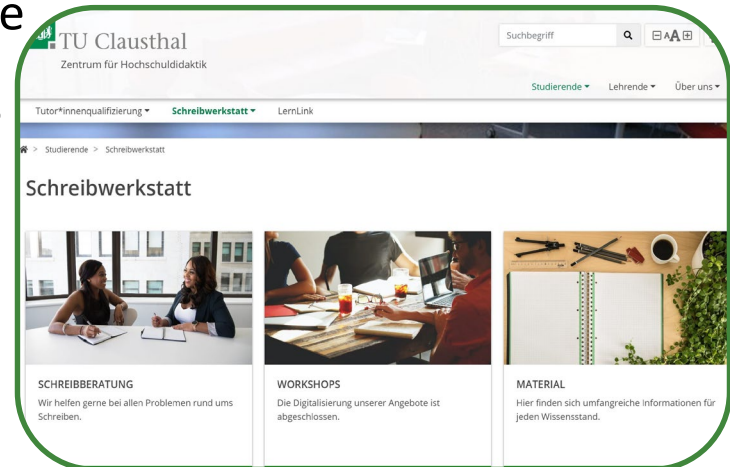 e
TU Clausthal
Zentrum für Hochschuldidaktik
Suchbegriff
AA
Studierende Lehrende Über uns
Tutor*innenqualifizierung Schreibwerkstatt LernLink
> Studierende > Schreibwerkstatt
Schreibwerkstatt
SCHREIBBERATUNG
Wir helfen gerne bei allen Problemen rund ums
Schreiben.
WORKSHOPS
Die Digitalisierung unserer Angebote ist
abgeschlossen.
MATERIAL
Hier finden sich umfangreiche Informationen für
jeden Wissensstand.